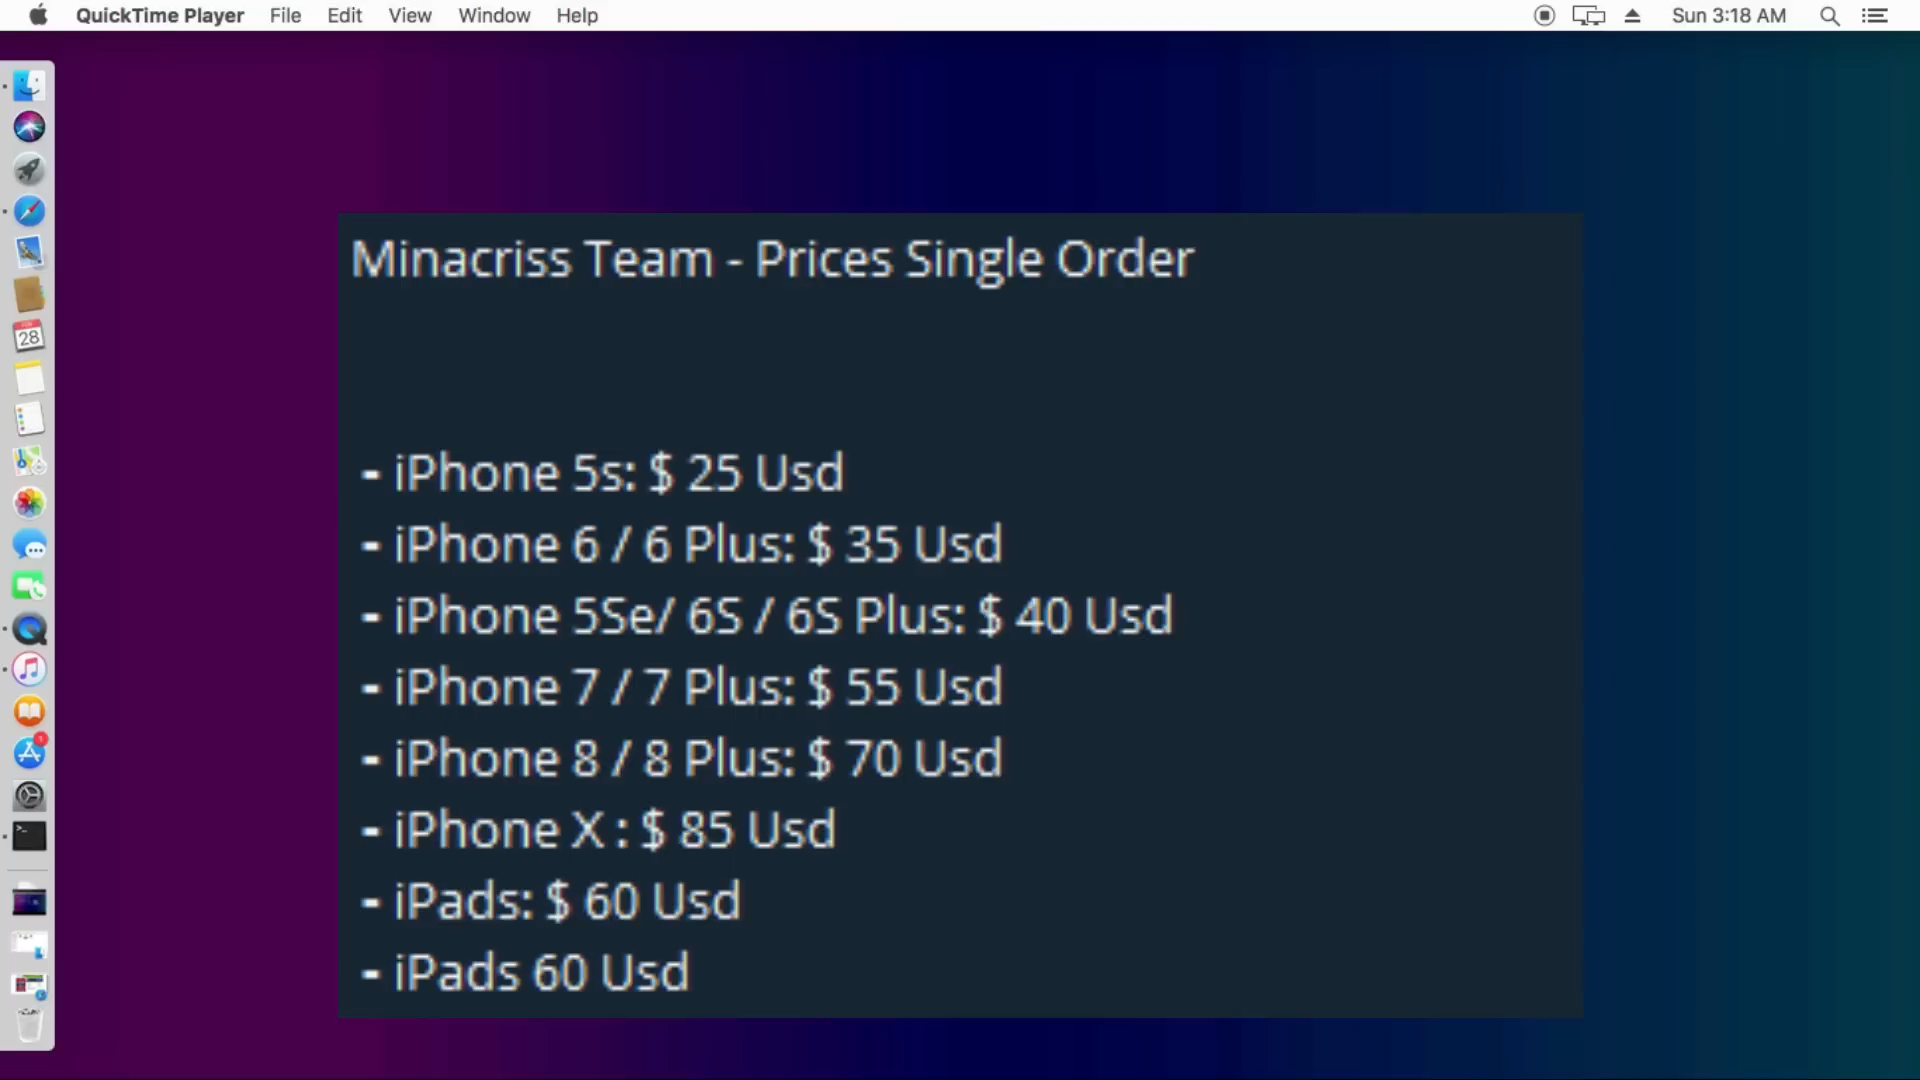 QuickTime Player File Edit View Window Help Sun 3:18 AM
28
1
Minacriss Team - Prices Single Order
- iPhone 5s: $ 25 Usd
- iPhone 6 / 6 Plus: $ 35 Usd
- iPhone 5Se/ 6S / 6S Plus: $ 40 Usd
- iPhone 7 / 7 Plus: $ 55 Usd
- iPhone 8 / 8 Plus: $ 70 Usd
- iPhone X : $ 85 Usd
- iPads: $ 60 Usd
- iPads 60 Usd